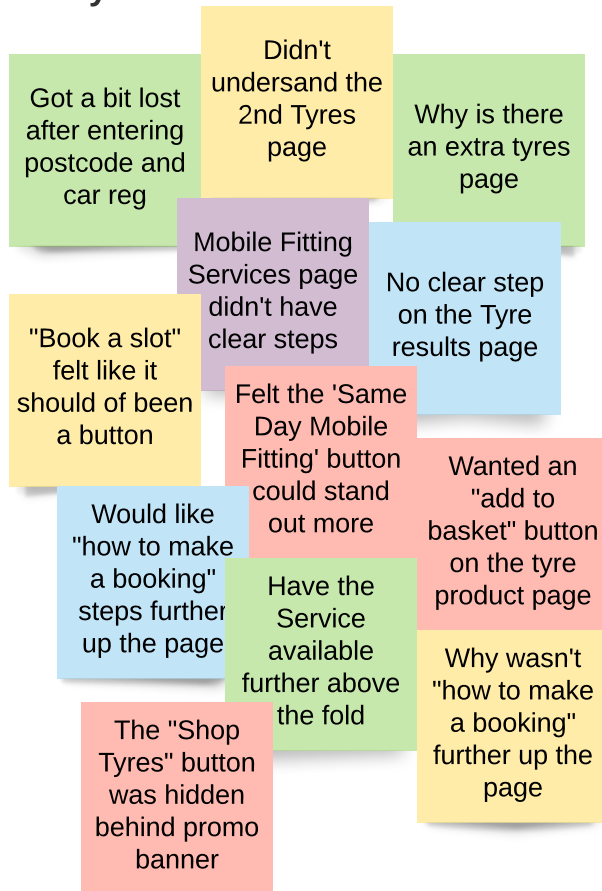 Didn't
undersand the
2nd Tyres
page
Got a bit lost
after entering
postcode and
car reg
Why is there
an extra tyres
page
Mobile Fitting
Services page
didn't have
clear steps
No clear step
on the Tyre
results page
"Book a slot"
felt like it
should of been
a button
Felt the 'Same
Day Mobile
Fitting' button
could stand
out more
Wanted an
"add to
basket" button
on the tyre
product page
Would like
"how to make
a booking"
steps further
up the page
Have the
Service
available
further above
the fold
Why wasn't
"how to make
a booking"
further up the
page
The "Shop
Tyres" button
was hidden
behind promo
banner